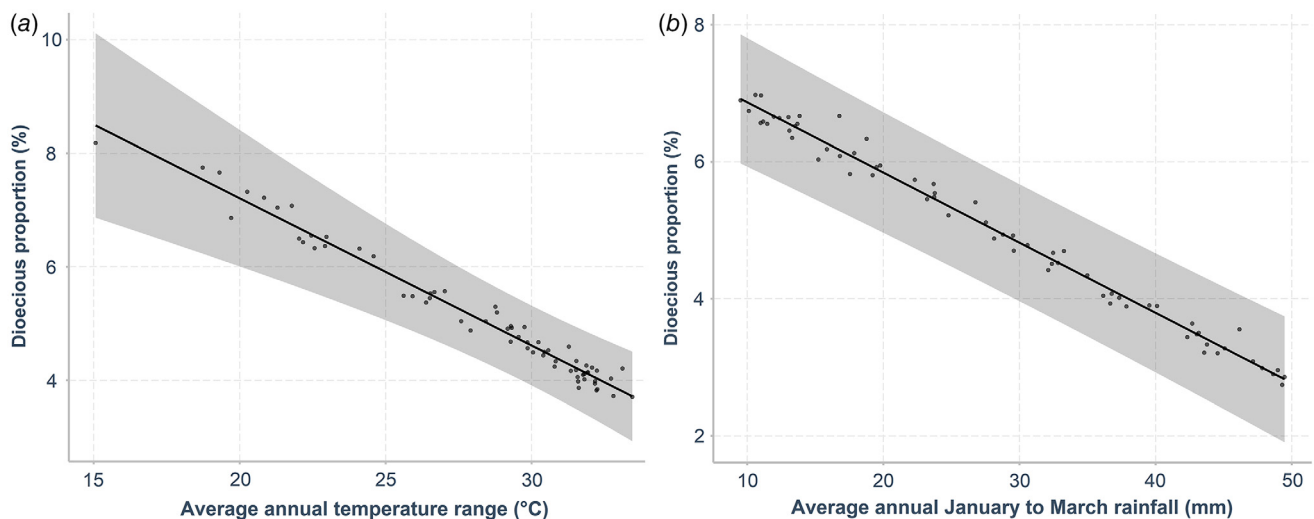 (a)
10
8
6
4
Dioecious proportion (%)
15 20 25 30
Average annual temperature range (°C)
(b)
8
6
4
2
Dioecious proportion (%)
10 20 30 40 50
Average annual January to March rainfall (mm)